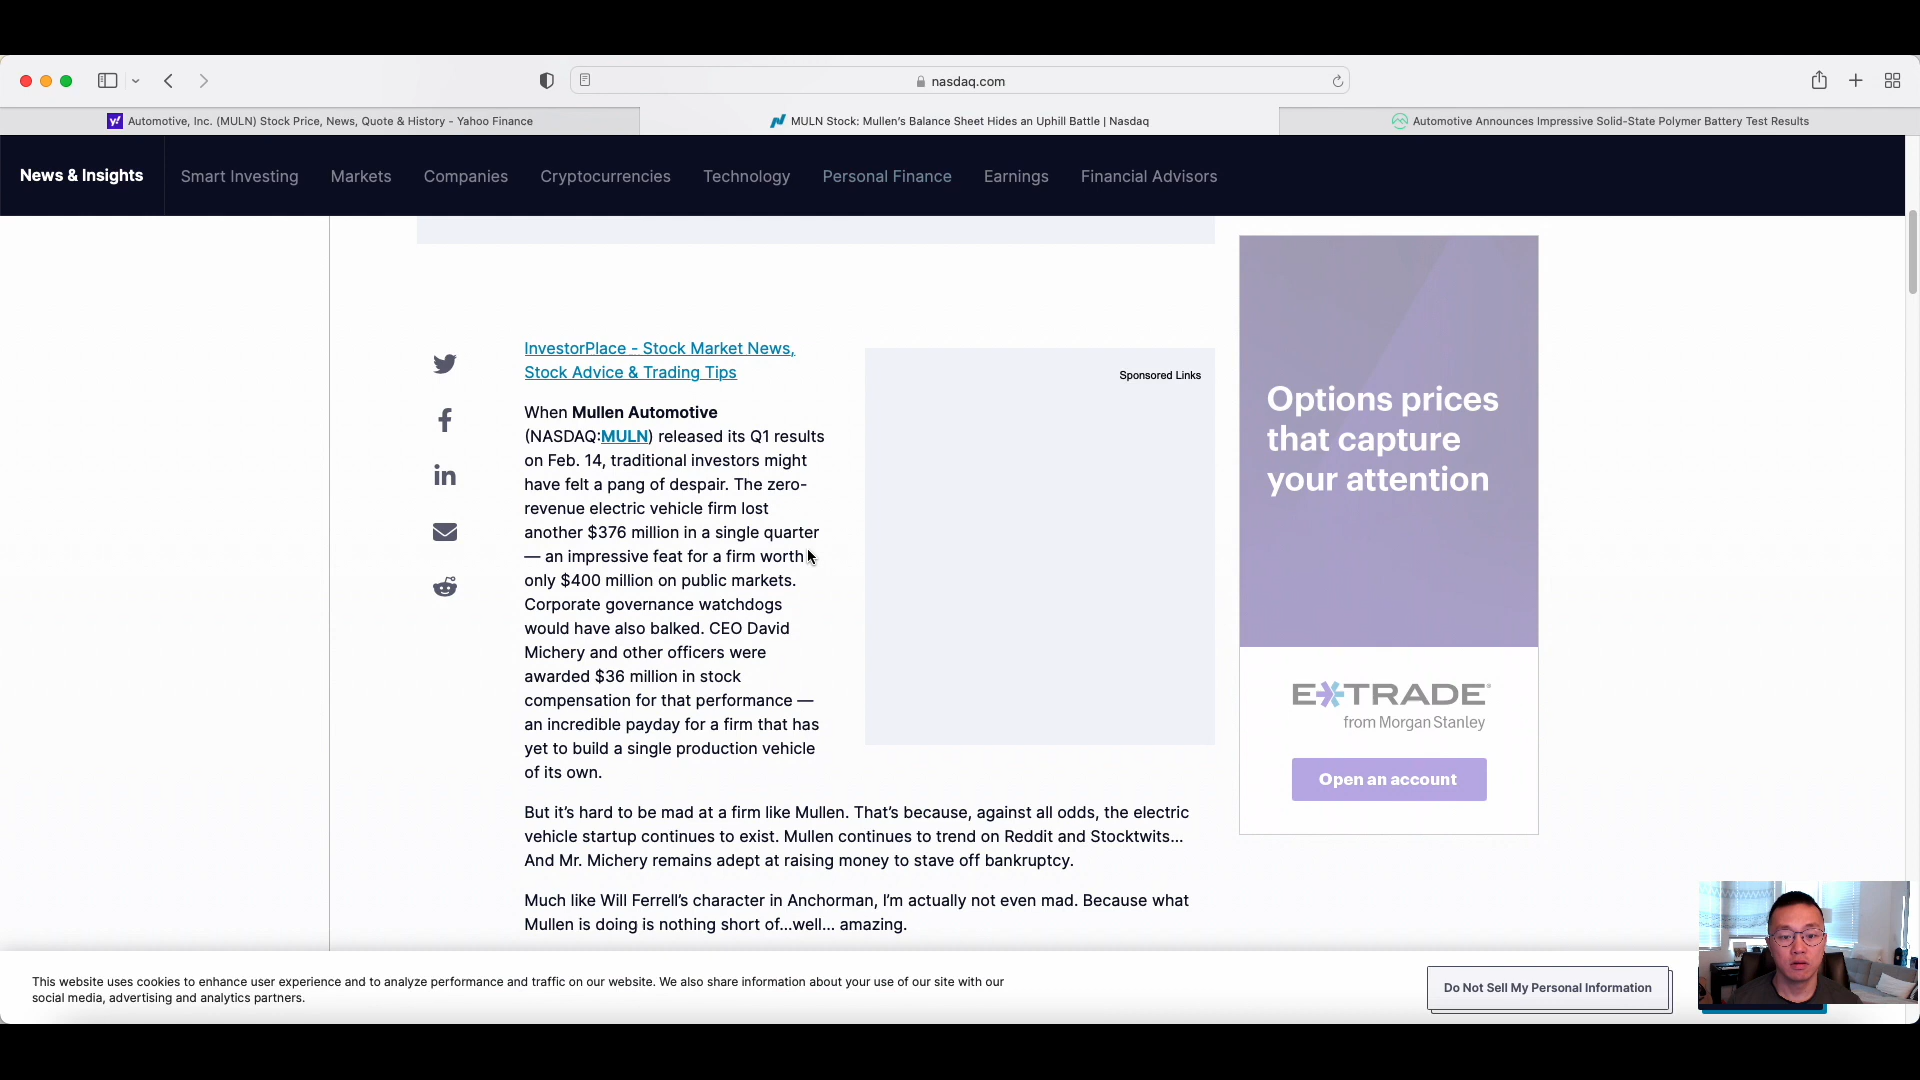 nasdaq.com
Automotive, Inc. (MULN) Stock Price, News, Quote & History - Yahoo Finance
MULN Stock: Mullen's Balance Sheet Hides an Uphill Battle | Nasdaq
Automotive Announces Impressive Solid-State Polymer Battery Test Results
News & Insights
Smart Investing
Markets
Companies
Cryptocurrencies
Technology
Personal Finance
Earnings
Financial Advisors
InvestorPlace - Stock Market News,
Stock Advice & Trading Tips
When Mullen Automotive
(NASDAQ:MULN) released its Q1 results
on Feb. 14, traditional investors might
have felt a pang of despair. The zero-
revenue electric vehicle firm lost
another $376 million in a single quarter
— an impressive feat for a firm worth
only $400 million on public markets.
Corporate governance watchdogs
would have also balked. CEO David
Michery and other officers were
awarded $36 million in stock
compensation for that performance —
an incredible payday for a firm that has
yet to build a single production vehicle
of its own.
Sponsored Links
But it's hard to be mad at a firm like Mullen. That's because, against all odds, the electric
vehicle startup continues to exist. Mullen continues to trend on Reddit and Stocktwits...
And Mr. Michery remains adept at raising money to stave off bankruptcy.
Much like Will Ferrell's character in Anchorman, I'm actually not even mad. Because what
Mullen is doing is nothing short of...well... amazing.
Options prices
that capture
your attention
E*TRADE
from Morgan Stanley
Open an account
This website uses cookies to enhance user experience and to analyze performance and traffic on our website. We also share information about your use of our site with our
social media, advertising and analytics partners.
Do Not Sell My Personal Information